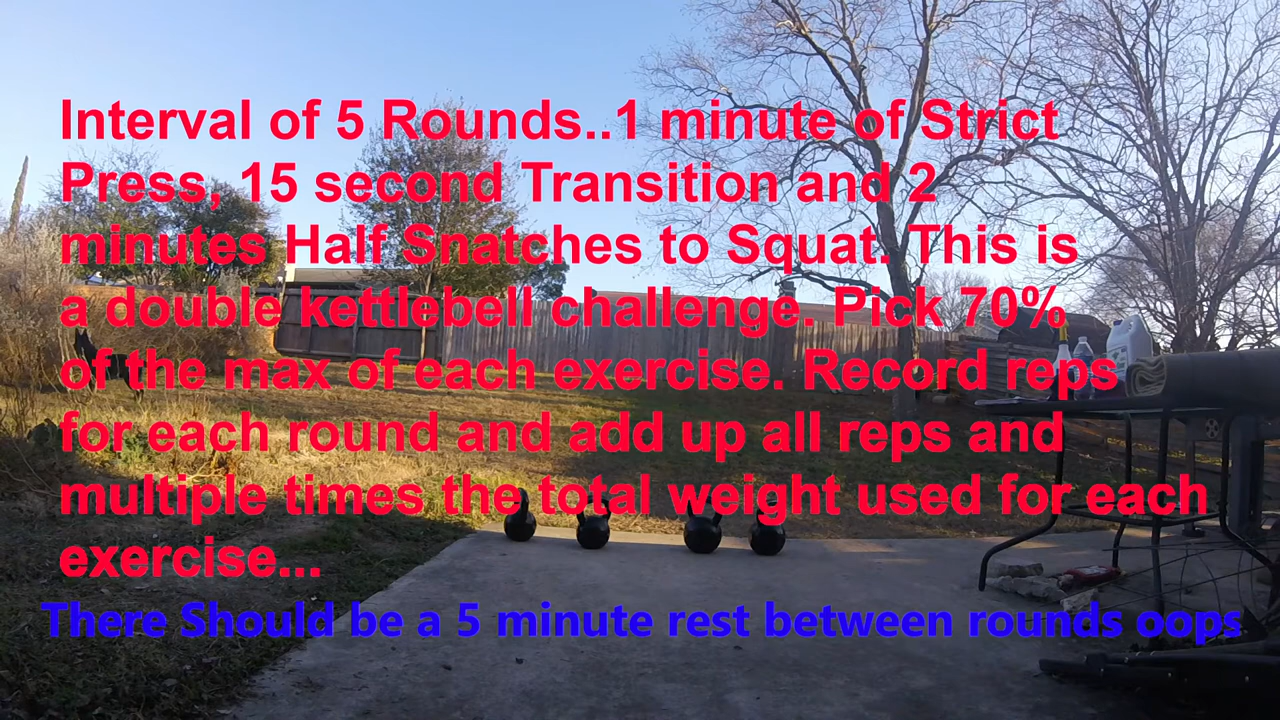 Interval of 5 Rounds..1 minute of Strict
Press, 15 second Transition and 2
minutes Half Snatches to Squat. This is
a double kettlebell challenge. Pick 70%
of the max of each exercise. Record reps
for each round and add up all reps and
multiple times the total weight used for each
exercise...
There Should be a 5 minute rest between rounds oops